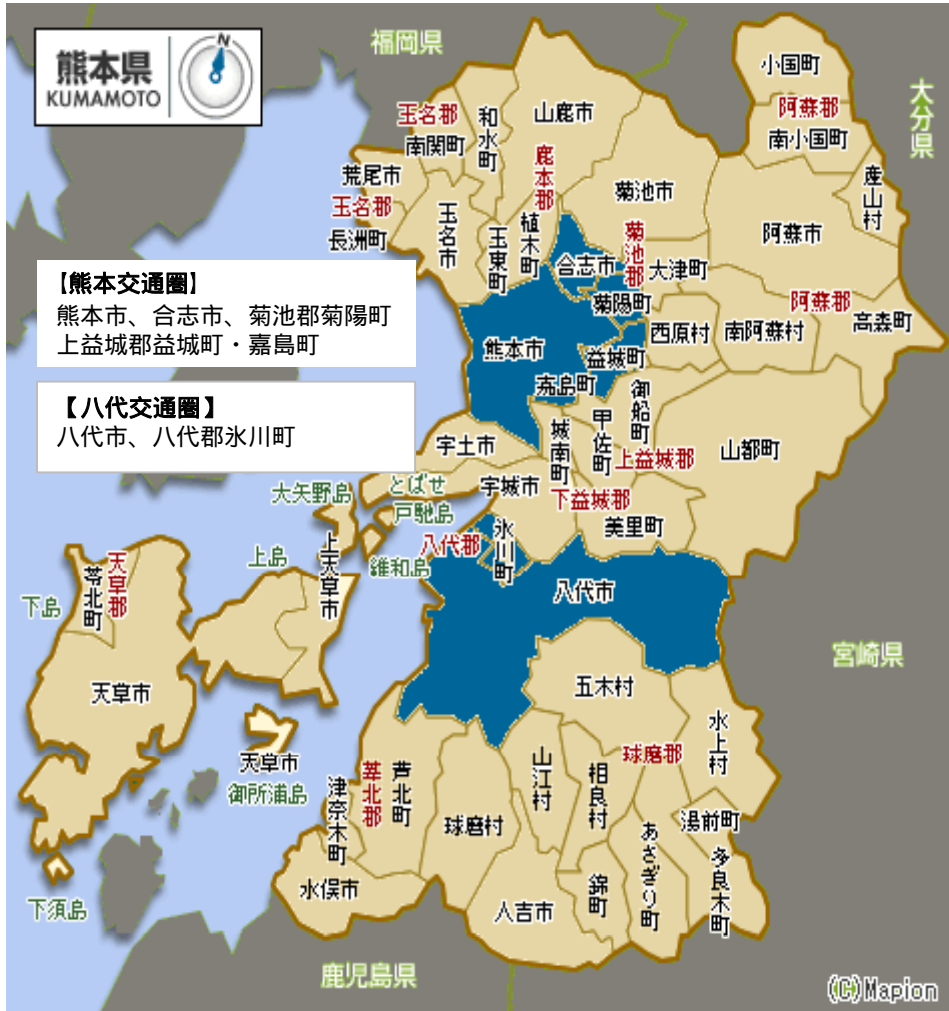 熊本県
KUMAMOTO
N
福岡県
大分県
小国町
阿蘇郡
南小国町
産山村
玉名郡
南関町
和水町
山鹿市
鹿本郡
菊池市
荒尾市
玉名郡
長洲町
玉名市
玉東町
植木町
合志市
菊池郡
大津町
阿蘇市
菊陽町
阿蘇郡
西原村
南阿蘇村
高森町
【熊本交通圏】
熊本市、合志市、菊池郡菊陽町
上益城郡益城町・嘉島町
【八代交通圏】
八代市、八代郡氷川町
熊本市
益城町
嘉島町
御船町
甲佐町
城南町
上益城郡
山都町
宇土市
宇城市
下益城郡
美里町
とばせ
戸馳島
大矢野島
維和島
八代郡
氷川町
上天草市
上島
天草郡
苓北町
下島
八代市
宮崎県
天草市
五木村
水上村
天草市
御所浦島
津奈木町
葦北郡
芦北町
球磨村
山江村
相良村
球磨郡
湯前町
あさぎり町
多良木町
錦町
人吉市
水俣市
下須島
鹿児島県
(C)Mapion